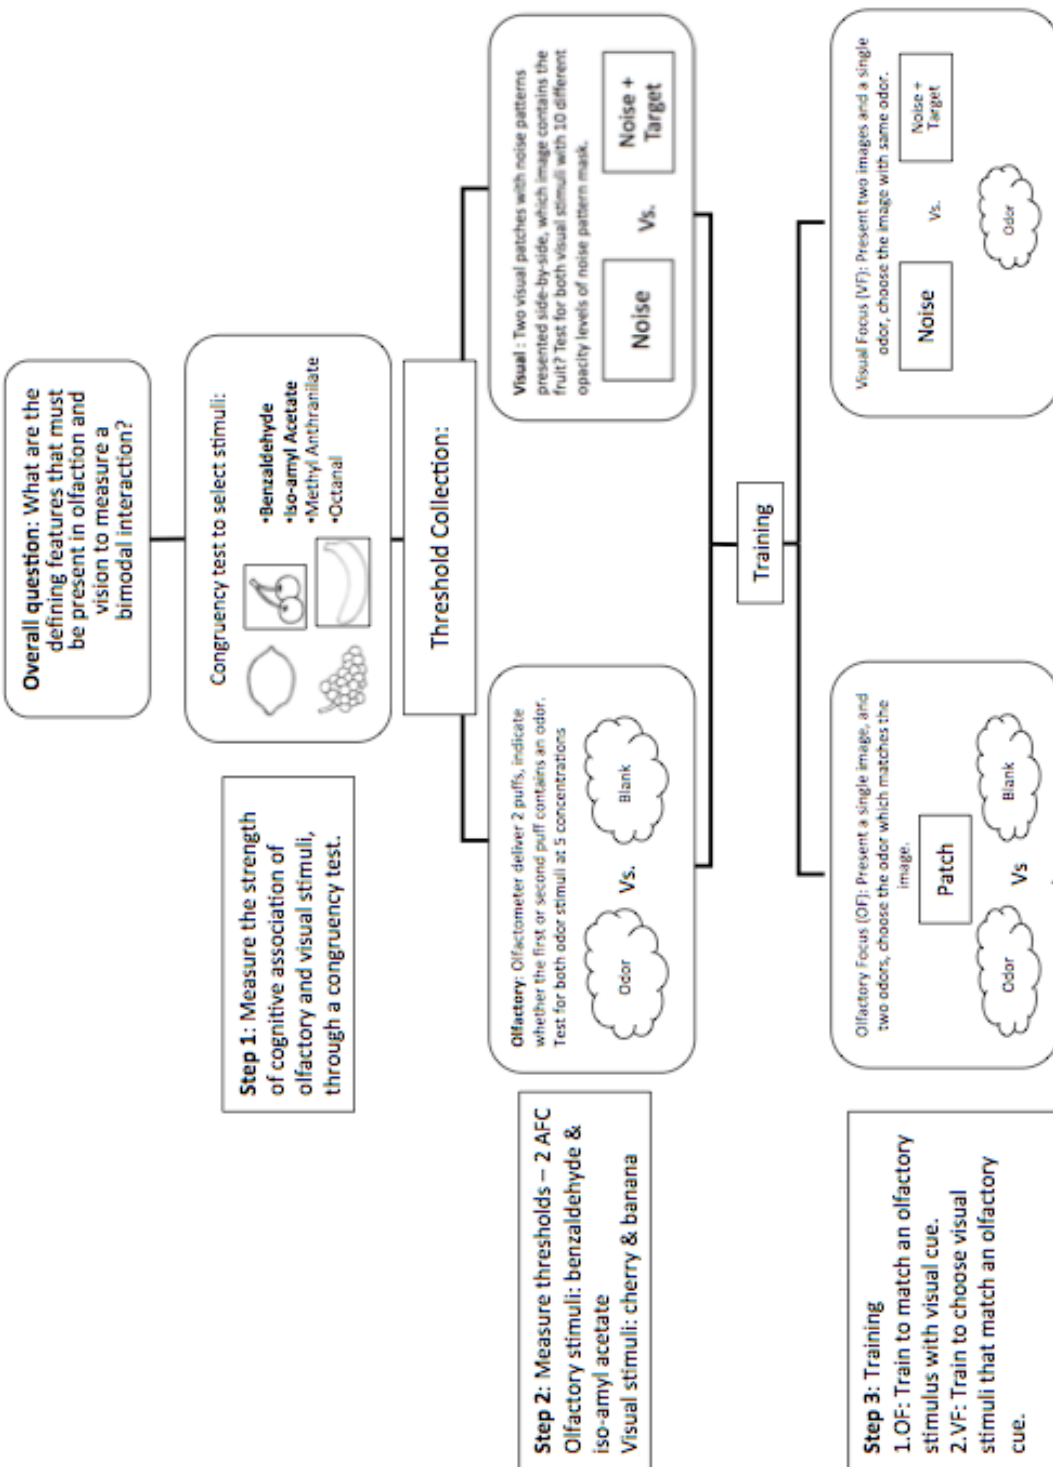 Overall question: What are the
defining features that must
be present in olfaction and
vision to measure a
bimodal interaction?
Step 1: Measure the strength
of cognitive association of
olfactory and visual stimuli,
through a congruency test.
Congruency test to select stimuli:
•Benzaldehyde
•Iso-amyl Acetate
•Methyl Anthranilate
•Octanal
Threshold Collection:
Step 2: Measure thresholds – 2 AFC
Olfactory stimuli: benzaldehyde &
iso-amyl acetate
Visual stimuli: cherry & banana
Olfactory: Olfactometer deliver 2 puffs, indicate
whether the first or second puff contains an odor.
Test for both odor stimuli at 5 concentrations
Odor
Vs.
Blank
Visual : Two visual patches with noise patterns
presented side-by-side, which image contains the
fruit? Test for both visual stimuli with 10 different
opacity levels of noise pattern mask.
Noise
Vs.
Noise +
Target
Training
Step 3: Training
1.OF: Train to match an olfactory
stimulus with visual cue.
2.VF: Train to choose visual
stimuli that match an olfactory
cue.
Olfactory Focus (OF): Present a single image, and
two odors, choose the odor which matches the
image.
Patch
Odor
Vs
Blank
Visual Focus (VF): Present two images and a single
odor, choose the image with same odor.
Noise
Vs.
Noise +
Target
Odor